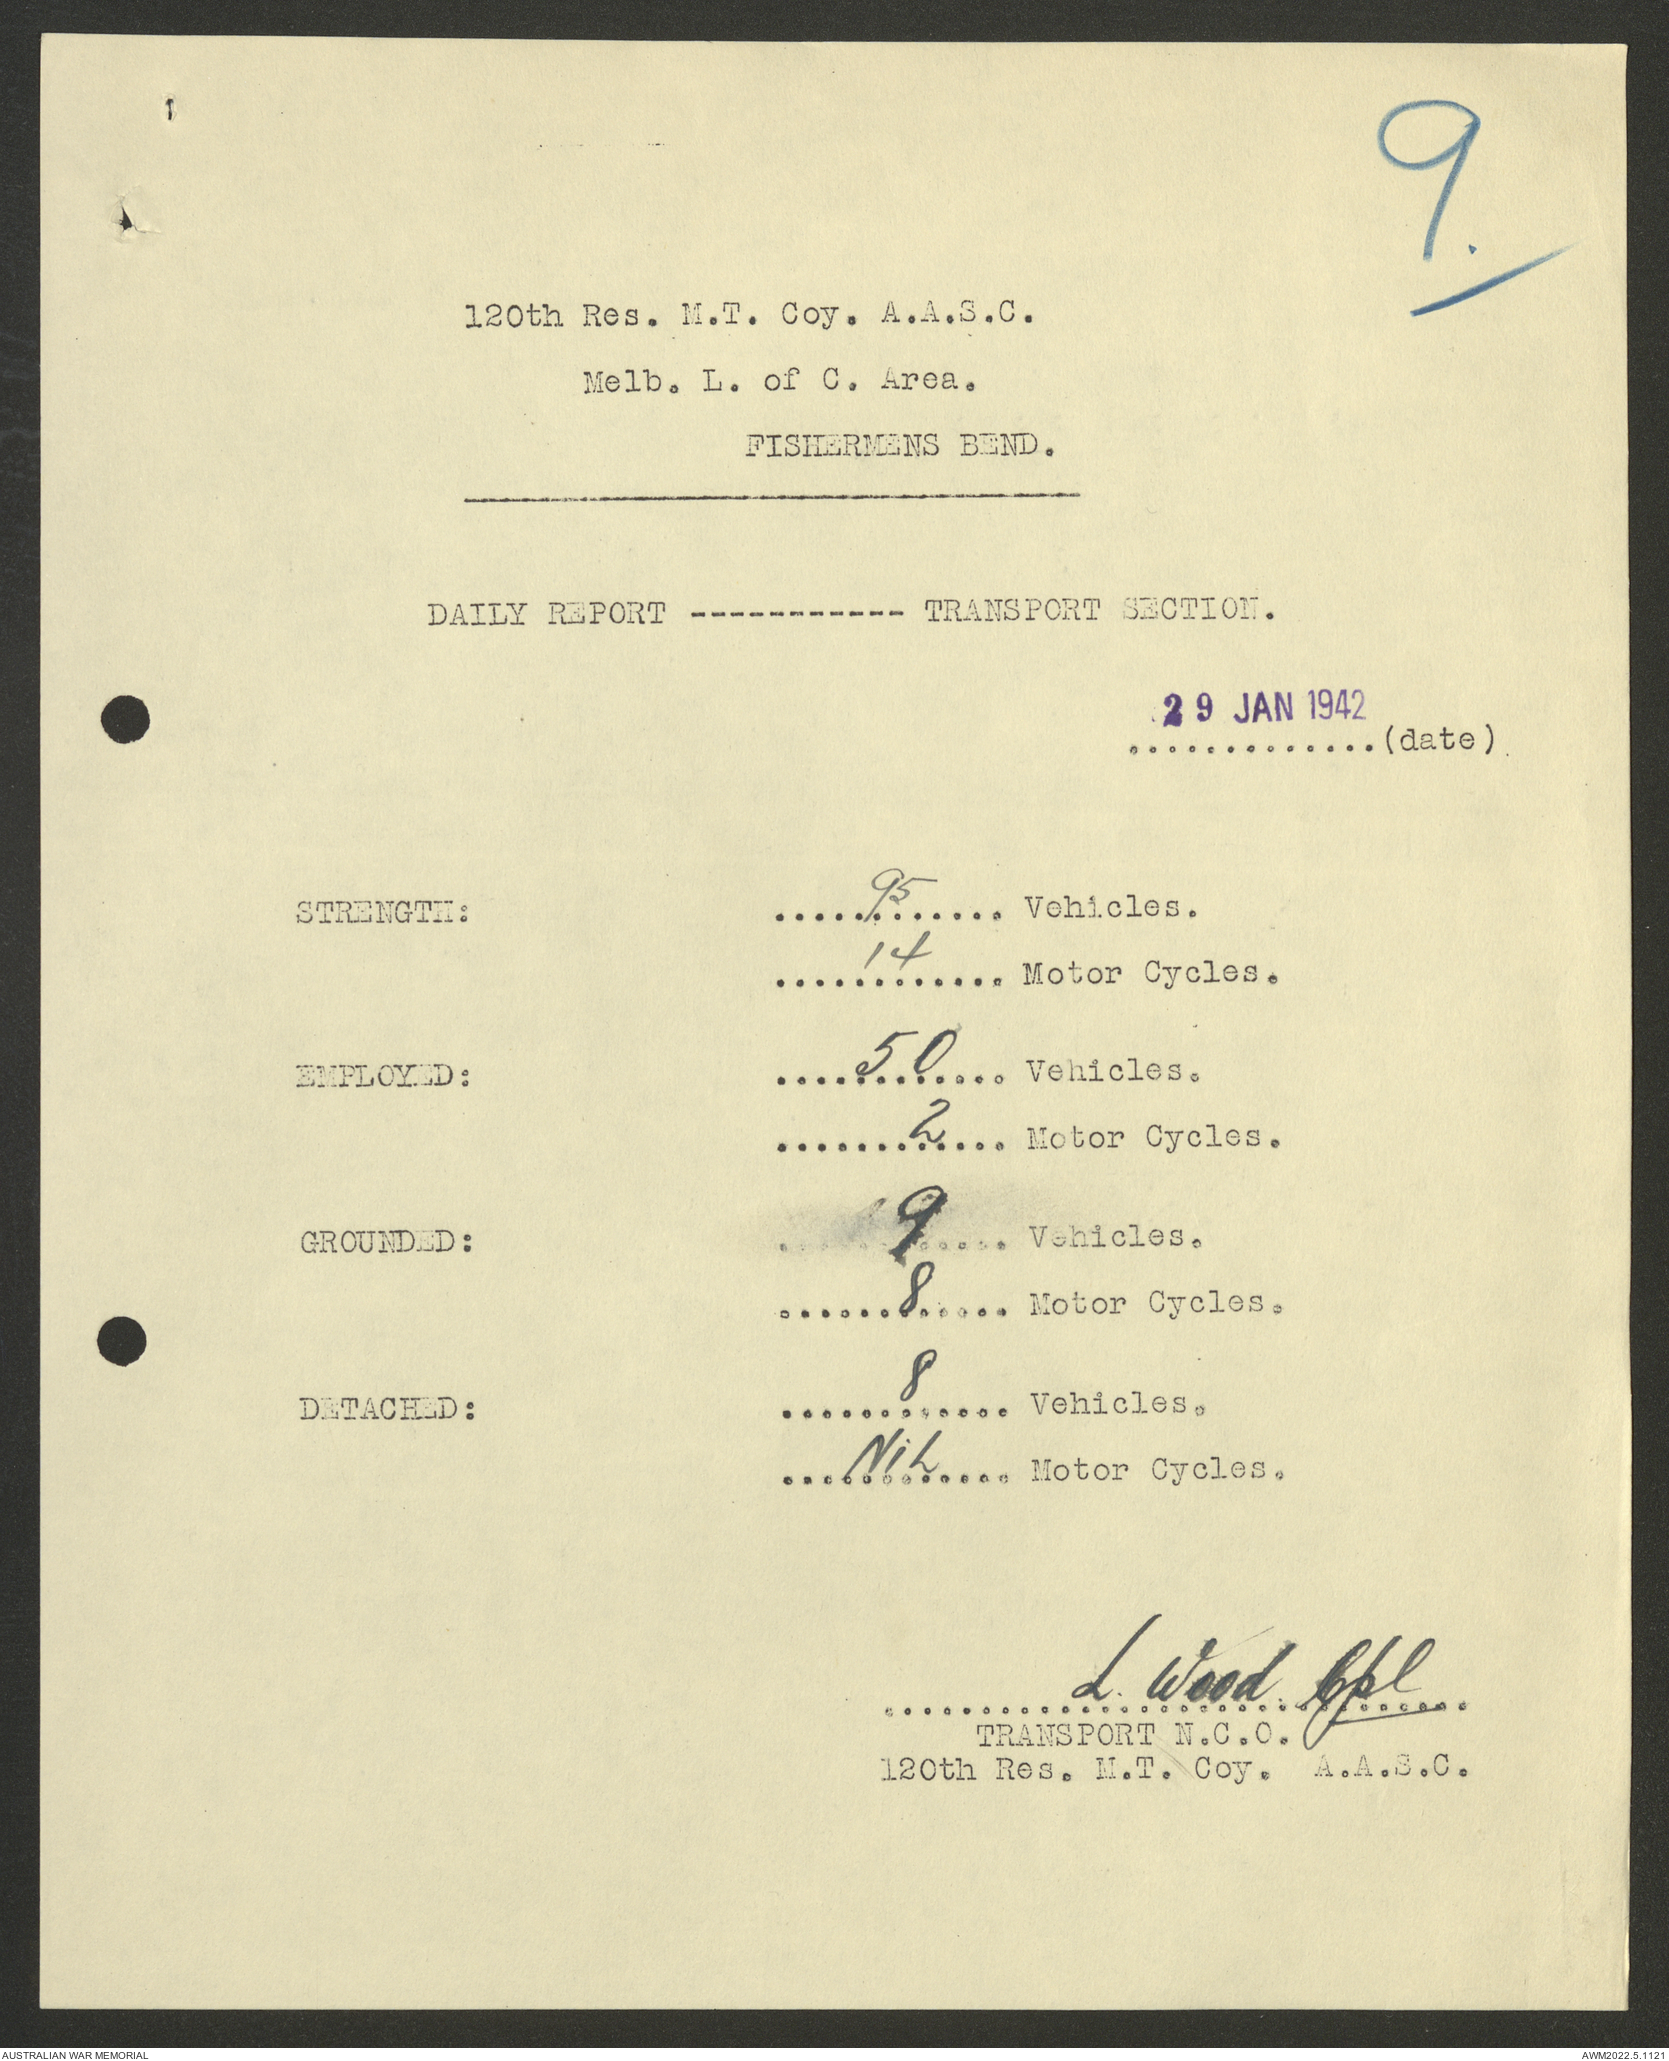 9.
120th Res. M.T. Coy. A.A.S.C.
Melb. L. of C. Area.
FISHERMENS BEND.
DAILY REPORT ----------- TRANSPORT SECTION.
29 JAN 1942
.............(date)
STRENGTH: 95 Vehicles.
14 Motor Cycles.
EMPLOYED: 50 Vehicles.
2 Motor Cycles.
GROUNDED: 9 Vehicles.
8 Motor Cycles.
DETACHED: 8 Vehicles.
Nil Motor Cycles.
L. Wood. Cpl
TRANSPORT N.C.O.
120th Res. M.T. Coy. A.A.S.C.
AUSTRALIAN WAR MEMORIAL
AWM2022.5.1121